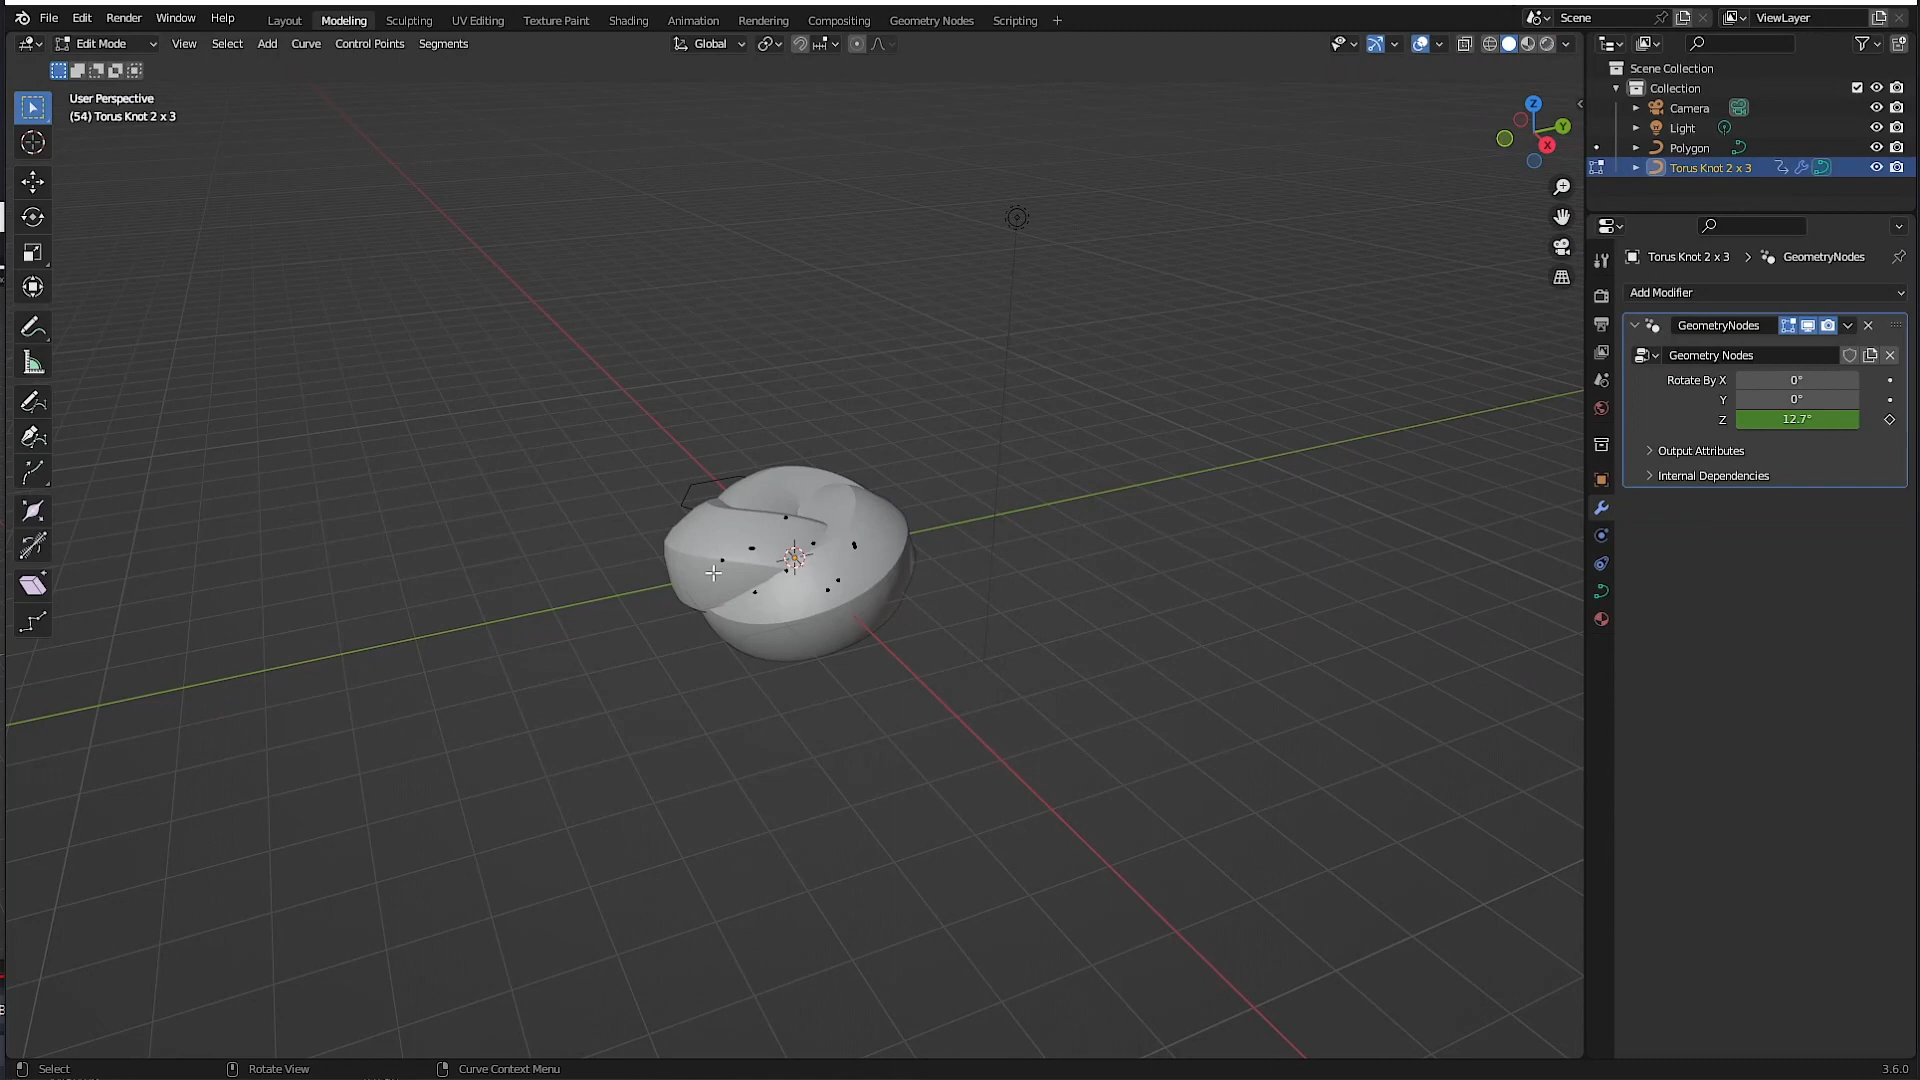 File Edit Render Window Help Layout Modeling Sculpting UV Editing Texture Paint Shading Animation Rendering Compositing Geometry Nodes Scripting + Scene ViewLayer
Edit Mode View Select Add Curve Control Points Segments Global
User Perspective
(54) Torus Knot 2 x 3
Z
Y
X
Scene Collection
Collection
Camera
Light
Polygon
Torus Knot 2 x 3
Torus Knot 2 x 3 > GeometryNodes
Add Modifier
GeometryNodes
Geometry Nodes
Rotate By X 0°
Y 0°
Z 12.7°
Output Attributes
Internal Dependencies
Select Rotate View Curve Context Menu 3.6.0